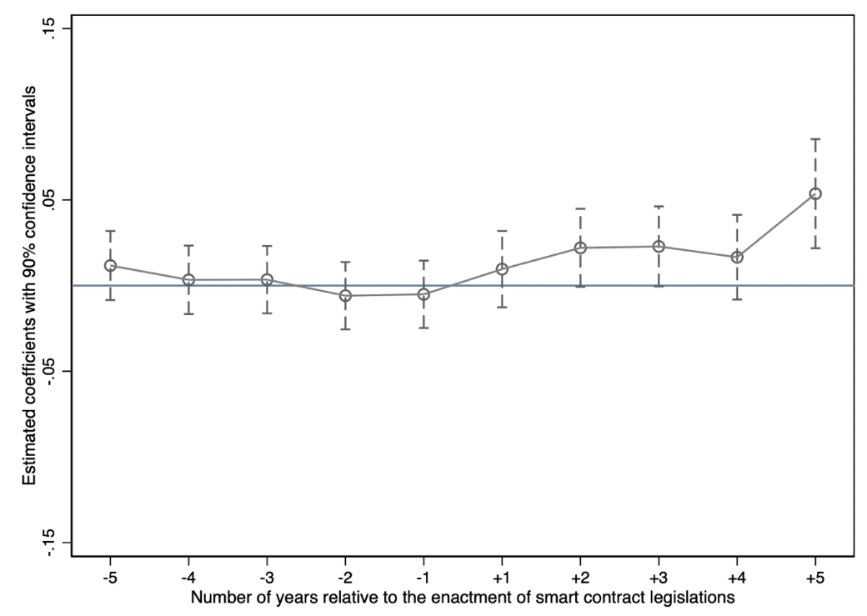 Estimated coefficients with 90% confidence intervals
.15
.05
-.05
-.15
-5 -4 -3 -2 -1 +1 +2 +3 +4 +5
Number of years relative to the enactment of smart contract legislations